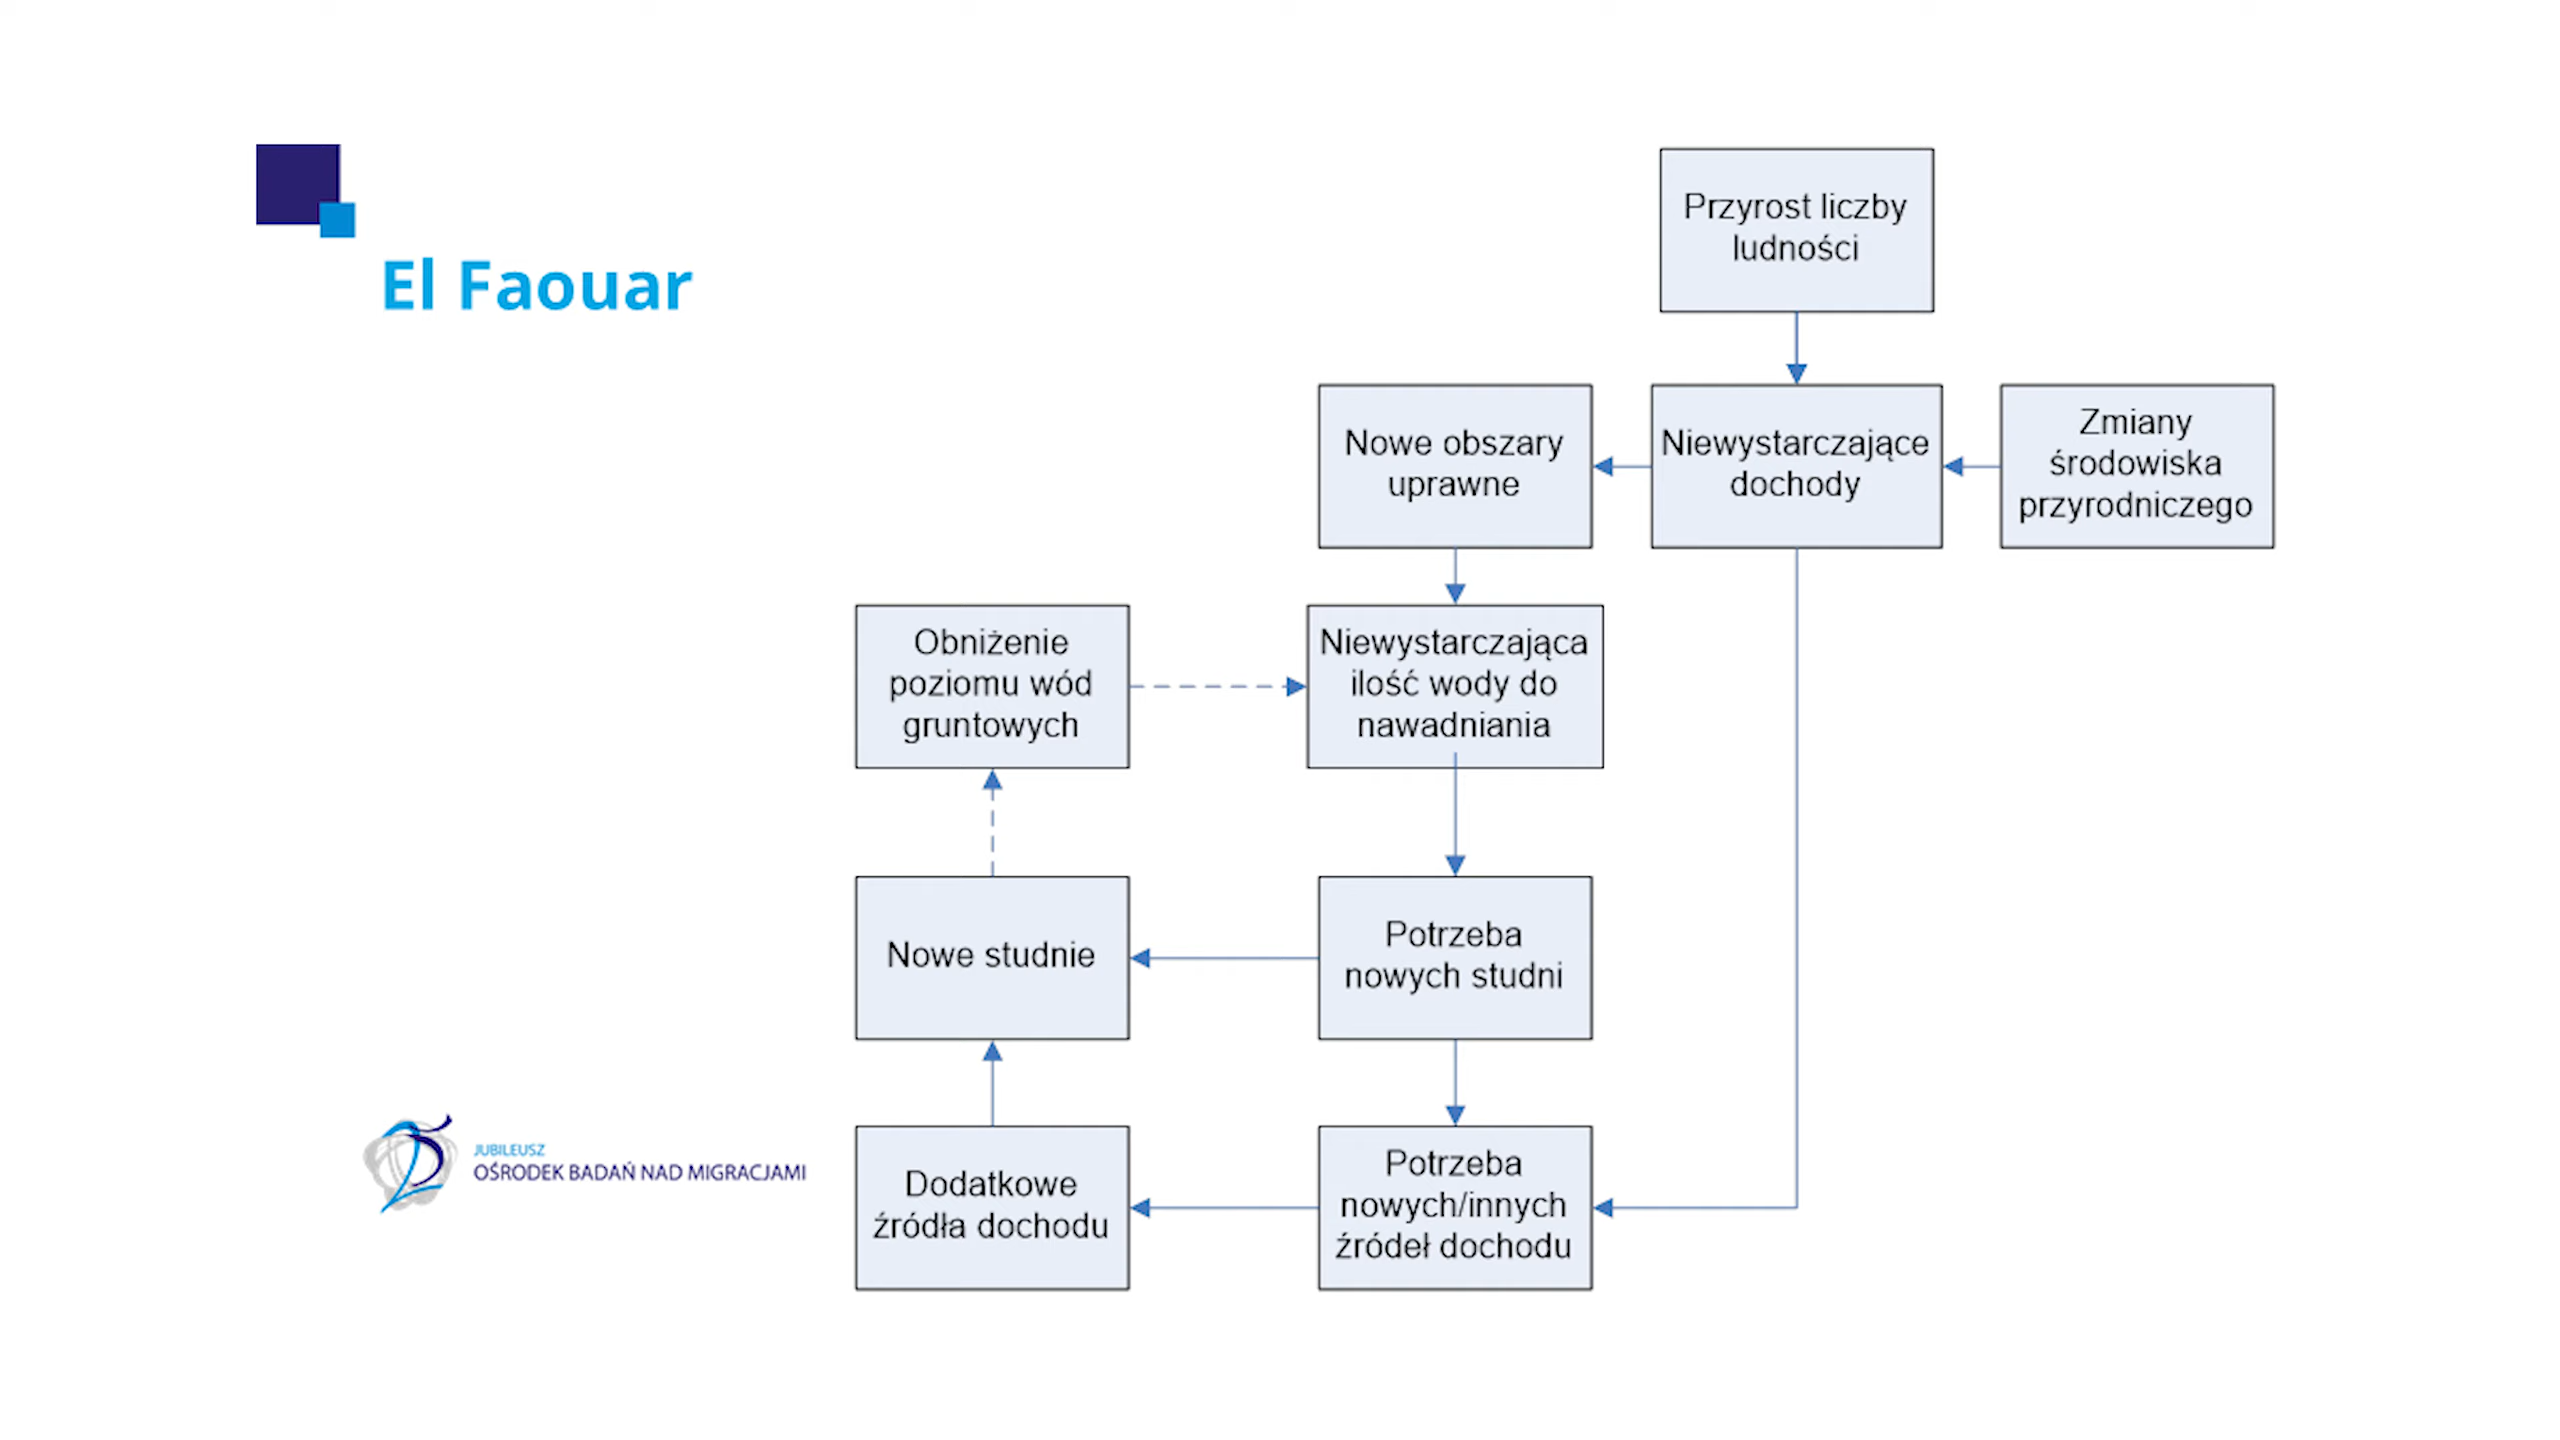 El Faouar
Przyrost liczby
ludności
Nowe obszary
uprawne
Niewystarczające
dochody
Zmiany
środowiska
przyrodniczego
Obniżenie
poziomu wód
gruntowych
Niewystarczająca
ilość wody do
nawadniania
Nowe studnie
Potrzeba
nowych studni
Dodatkowe
źródła dochodu
Potrzeba
nowych/innych
źródeł dochodu
25
JUBILEUSZ
OŚRODEK BADAŃ NAD MIGRACJAMI